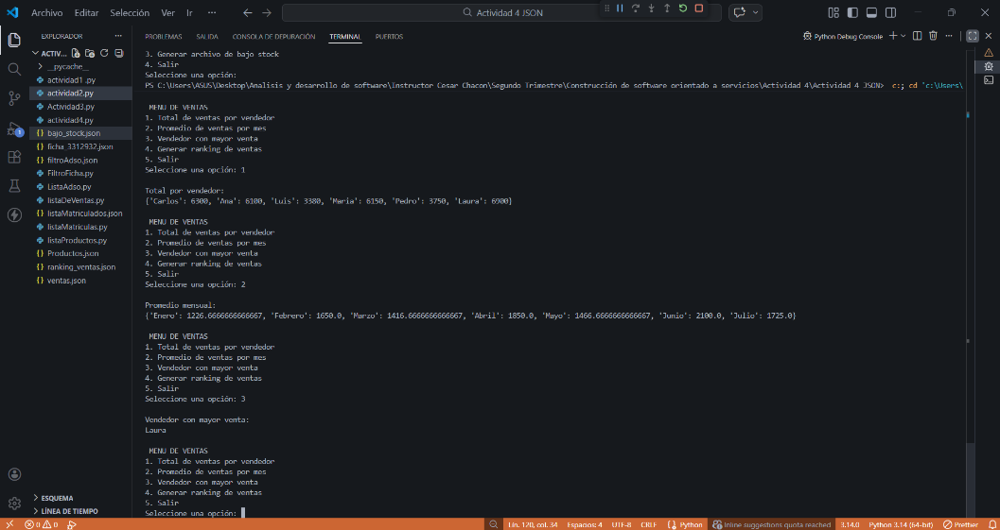 Archivo Editar Selección Ver Ir ··· Actividad 4 JSON
EXPLORADOR ···
ACTIV...
__pycache__
actividad1 .py
actividad2.py
Actividad3.py
actividad4.py
bajo_stock.json
ficha_3312932.json
filtroAdso.json
FiltroFicha.py
ListaAdso.py
listaDeVentas.py
listaMatriculados.json
listaMatriculas.py
listaProductos.py
Productos.json
ranking_ventas.json
ventas.json
ESQUEMA
LÍNEA DE TIEMPO
1
PROBLEMAS SALIDA CONSOLA DE DEPURACIÓN TERMINAL PUERTOS
Python Debug Console
3. Generar archivo de bajo stock
4. Salir
Seleccione una opción:
PS C:\Users\ASUS\Desktop\Analisis y desarrollo de software\Instructor Cesar Chacon\Segundo Trimestre\Construcción de software orientado a servicios\Actividad 4\Actividad 4 JSON> c:; cd 'c:\Users\
MENU DE VENTAS
1. Total de ventas por vendedor
2. Promedio de ventas por mes
3. Vendedor con mayor venta
4. Generar ranking de ventas
5. Salir
Seleccione una opción: 1
Total por vendedor:
{'Carlos': 6300, 'Ana': 6100, 'Luis': 3380, 'Maria': 6150, 'Pedro': 3750, 'Laura': 6900}
MENU DE VENTAS
1. Total de ventas por vendedor
2. Promedio de ventas por mes
3. Vendedor con mayor venta
4. Generar ranking de ventas
5. Salir
Seleccione una opción: 2
Promedio mensual:
{'Enero': 1226.6666666666667, 'Febrero': 1650.0, 'Marzo': 1416.6666666666667, 'Abril': 1850.0, 'Mayo': 1466.6666666666667, 'Junio': 2100.0, 'Julio': 1725.0}
MENU DE VENTAS
1. Total de ventas por vendedor
2. Promedio de ventas por mes
3. Vendedor con mayor venta
4. Generar ranking de ventas
5. Salir
Seleccione una opción: 3
Vendedor con mayor venta:
Laura
MENU DE VENTAS
1. Total de ventas por vendedor
2. Promedio de ventas por mes
3. Vendedor con mayor venta
4. Generar ranking de ventas
5. Salir
Seleccione una opción:
0 0 Lín. 120, col. 34 Espacios: 4 UTF-8 CRLF Python Inline suggestions quota reached 3.14.0 Python 3.14 (64-bit) Prettier